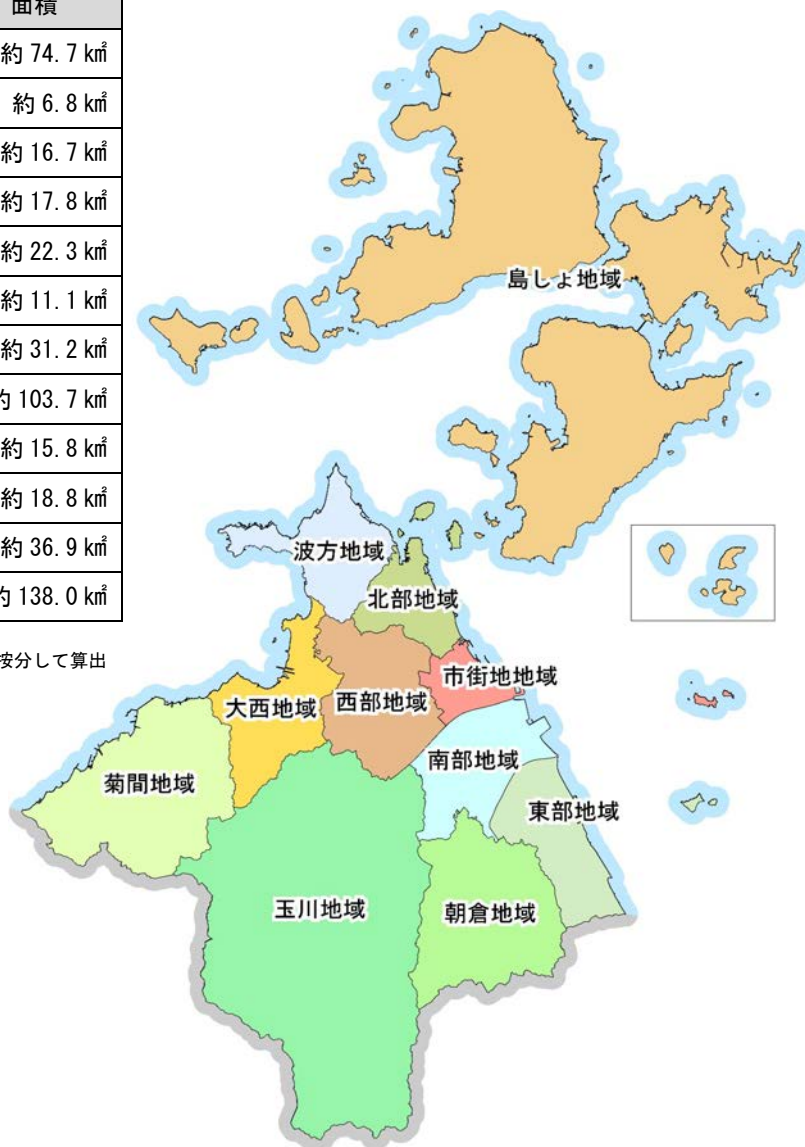 面積
約 74.7 ㎢
約 6.8 ㎢
約 16.7 ㎢
約 17.8 ㎢
約 22.3 ㎢
約 11.1 ㎢
約 31.2 ㎢
約 103.7 ㎢
約 15.8 ㎢
約 18.8 ㎢
約 36.9 ㎢
約 138.0 ㎢
按分して算出
島しょ地域
波方地域
北部地域
市街地地域
西部地域
大西地域
南部地域
菊間地域
東部地域
玉川地域
朝倉地域